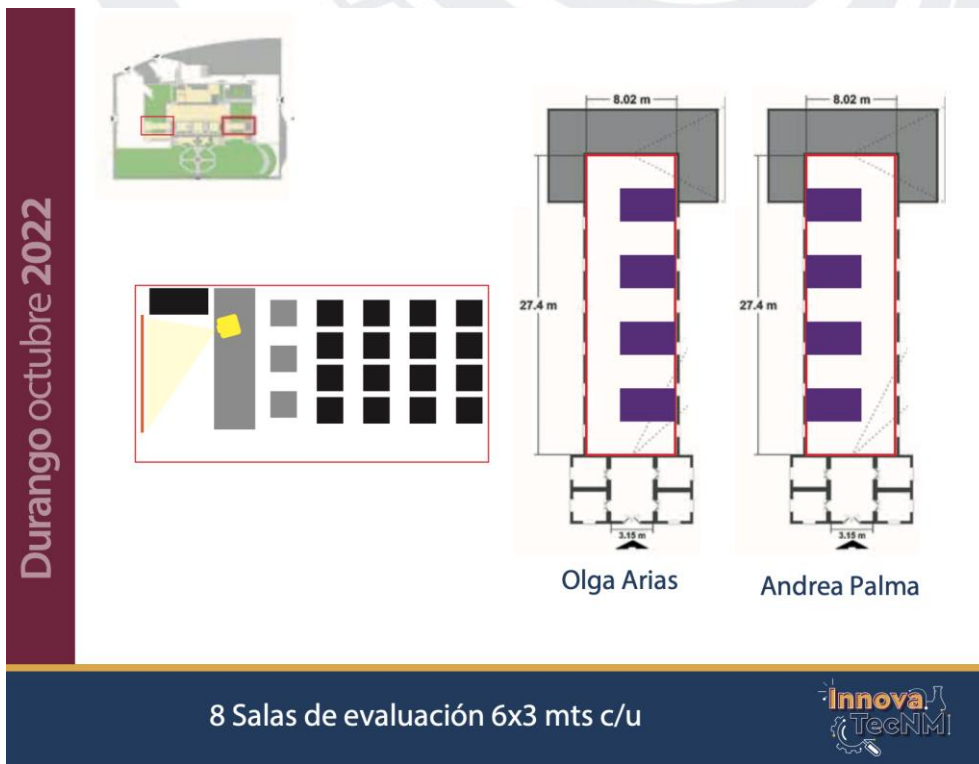 Durango octubre 2022
8.02 m
8.02 m
27.4 m
27.4 m
3.15 m
3.15 m
Olga Arias
Andrea Palma
8 Salas de evaluación 6x3 mts c/u
Innova
TecNM